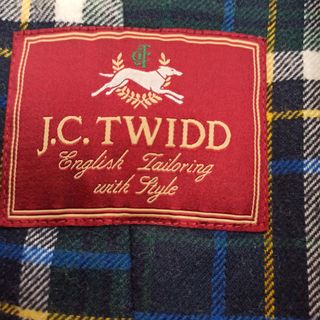 J.C. TWIDD
English Tailoring
with Style